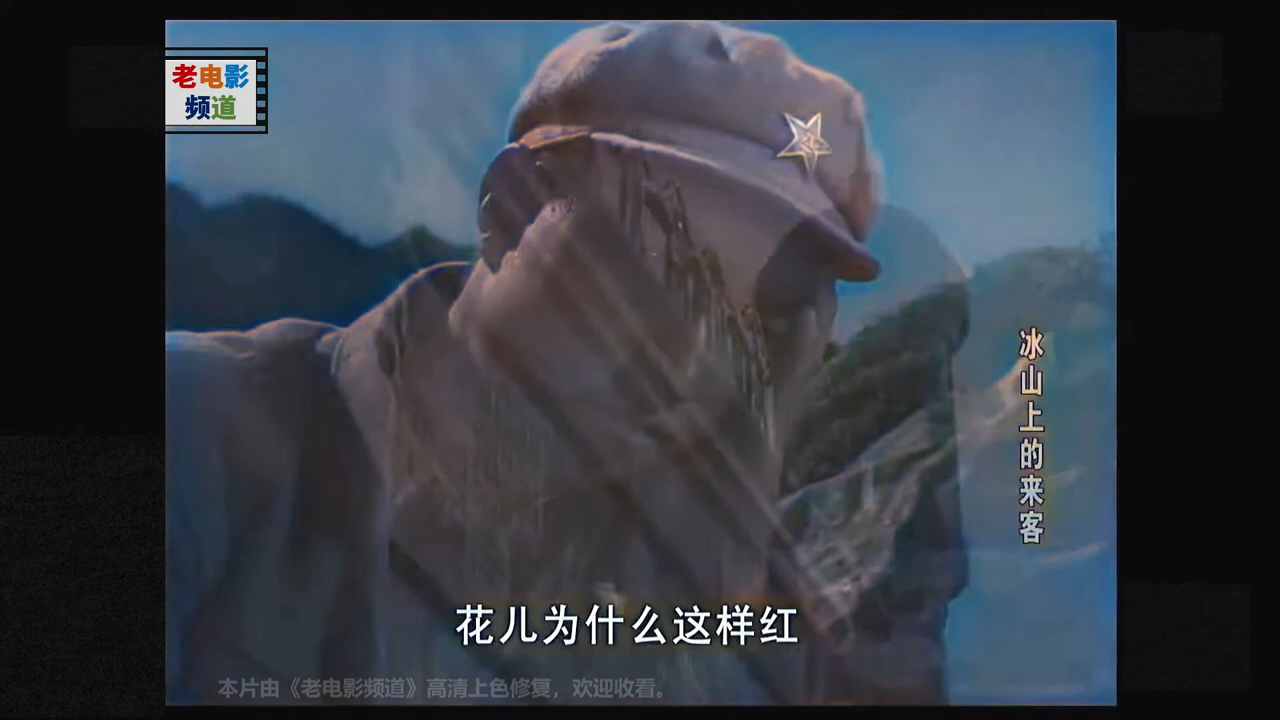 老电影
频道
冰山上的来客
花儿为什么这样红
本片由《老电影频道》高清上色修复，欢迎收看。